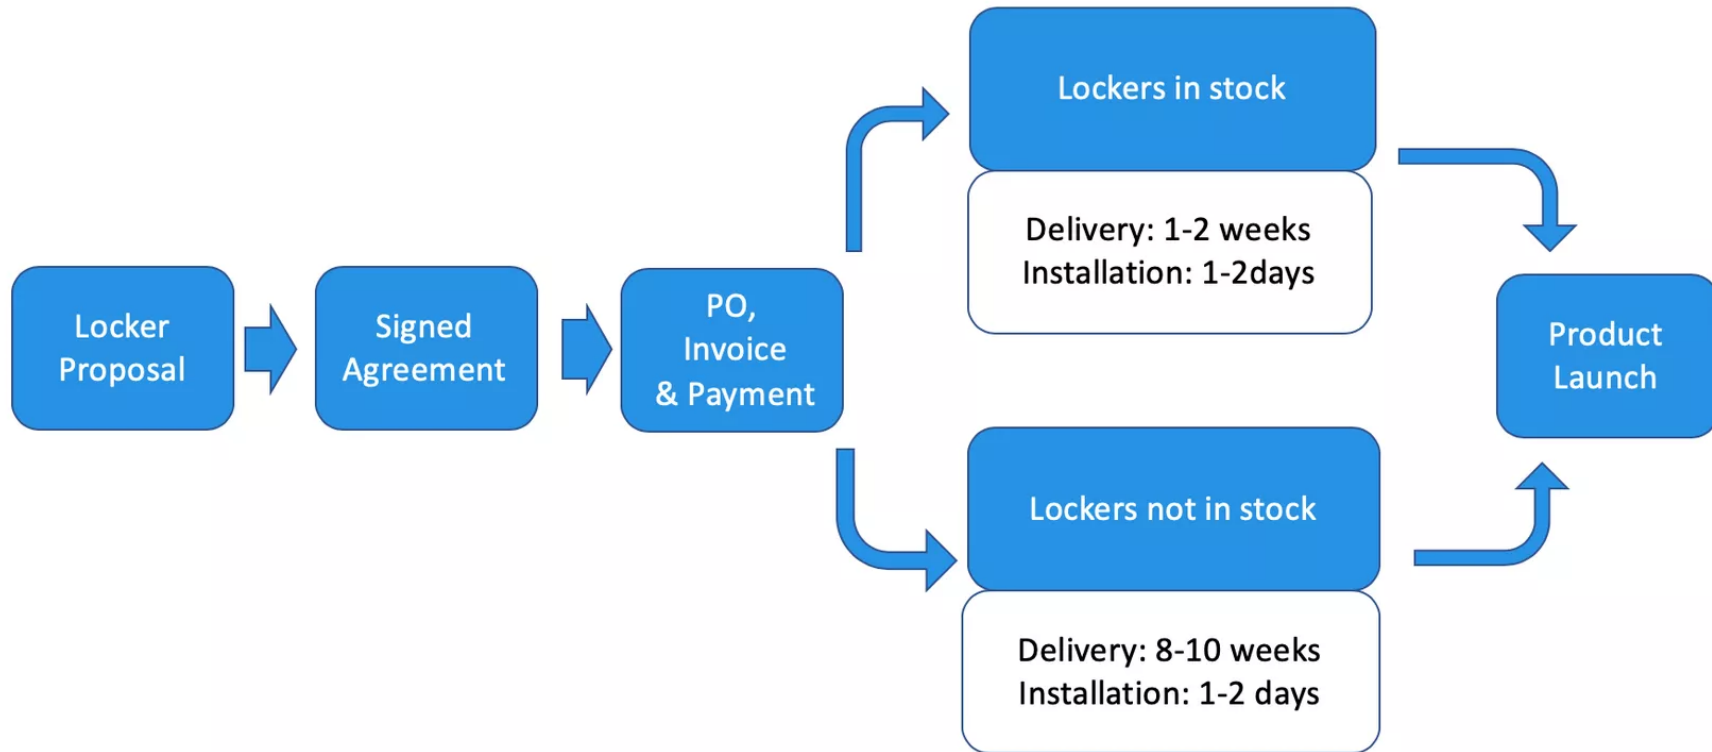 Locker
Proposal
Signed
Agreement
PO,
Invoice
& Payment
Lockers in stock
Delivery: 1-2 weeks
Installation: 1-2days
Lockers not in stock
Delivery: 8-10 weeks
Installation: 1-2 days
Product
Launch